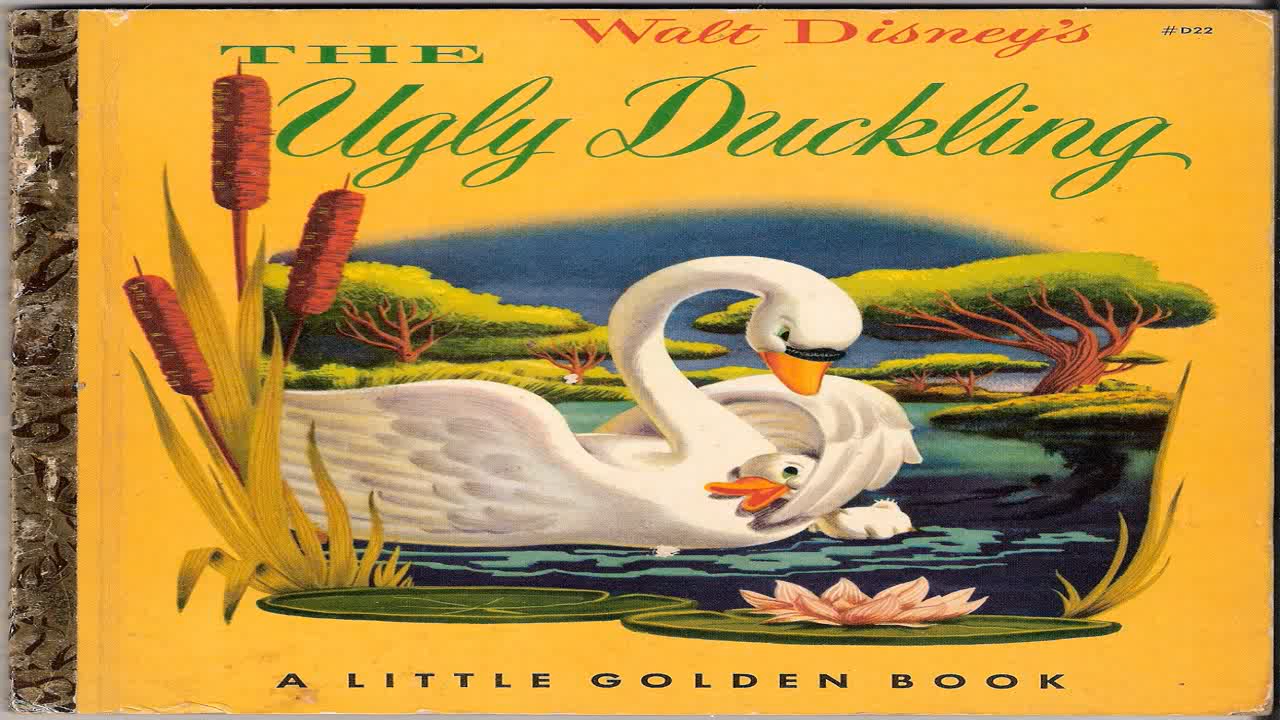 Walt Disney's
#D22
THE
Ugly Duckling
A LITTLE GOLDEN BOOK